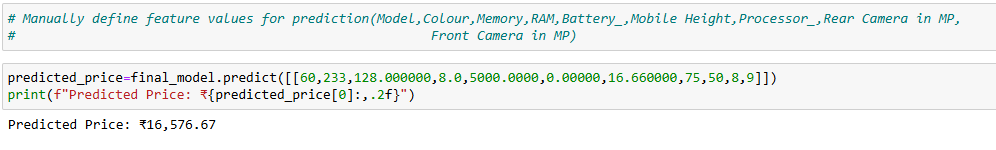 # Manually define feature values for prediction(Model,Colour,Memory,RAM,Battery_,Mobile Height,Processor_,Rear Camera in MP,
# Front Camera in MP)
predicted_price=final_model.predict([[60,233,128.000000,8.0,5000.0000,0.00000,16.660000,75,50,8,9]])
print(f"Predicted Price: ₹{predicted_price[0]:,.2f}")
Predicted Price: ₹16,576.67